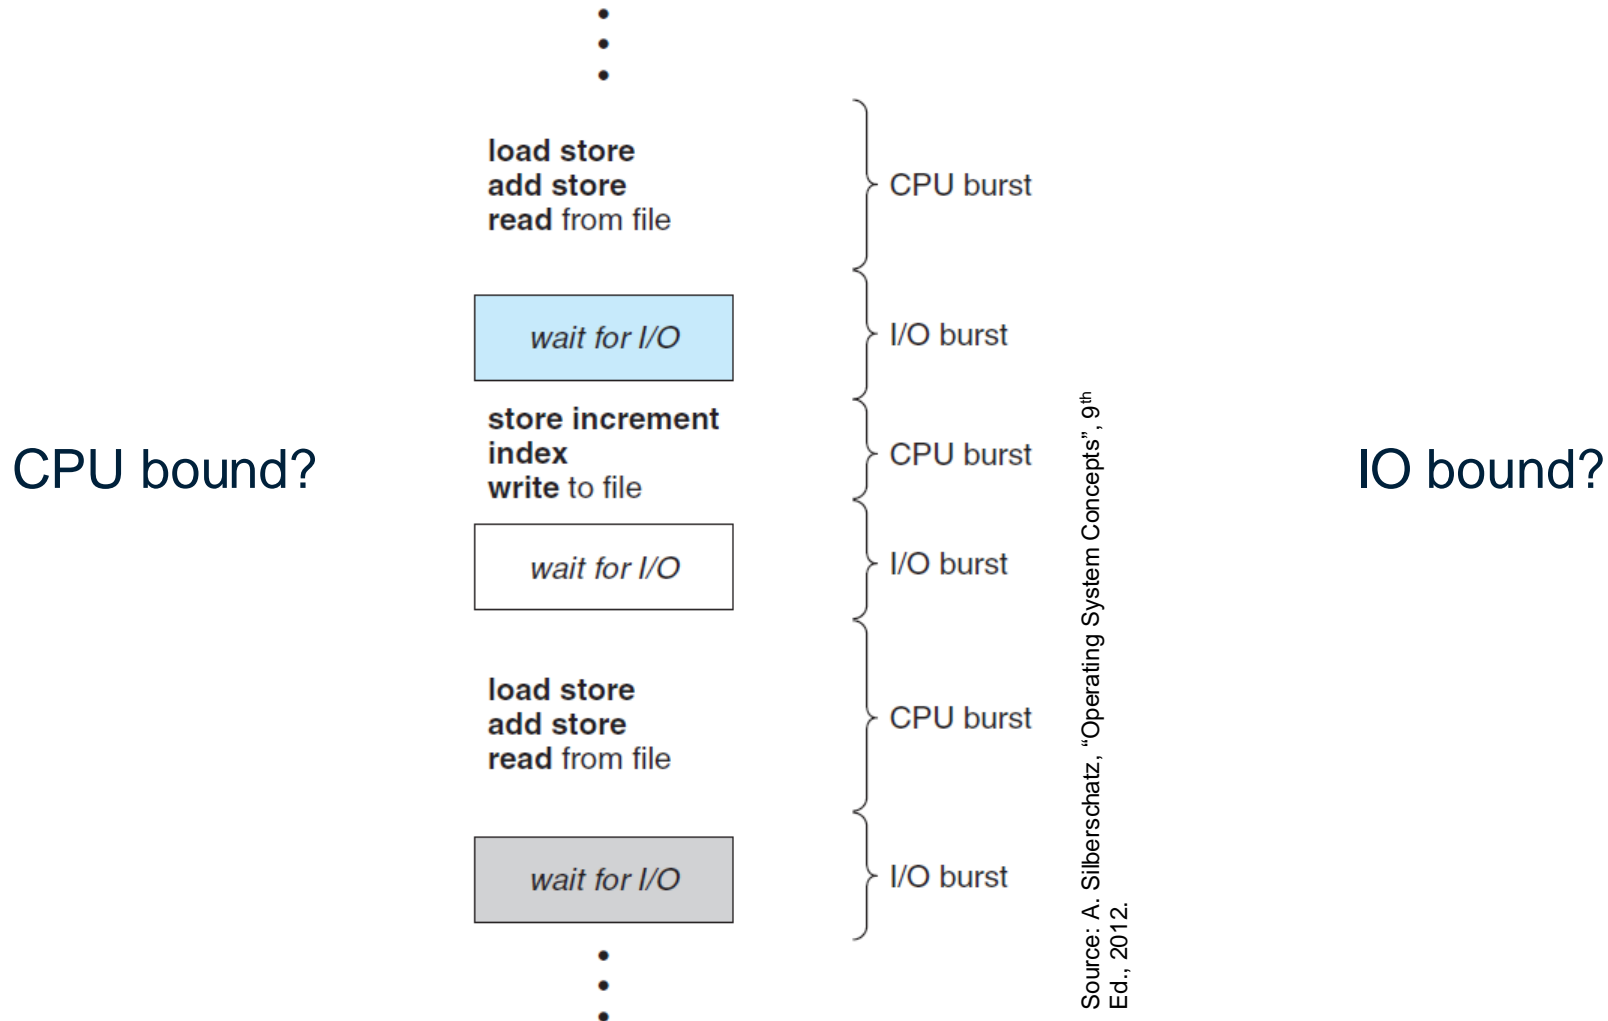 load store
add store
read from file
CPU burst
wait for I/O
I/O burst
store increment
index
write to file
CPU burst
wait for I/O
I/O burst
load store
add store
read from file
CPU burst
wait for I/O
I/O burst
CPU bound?
IO bound?
Source: A. Silberschatz, “Operating System Concepts”, 9th
Ed., 2012.